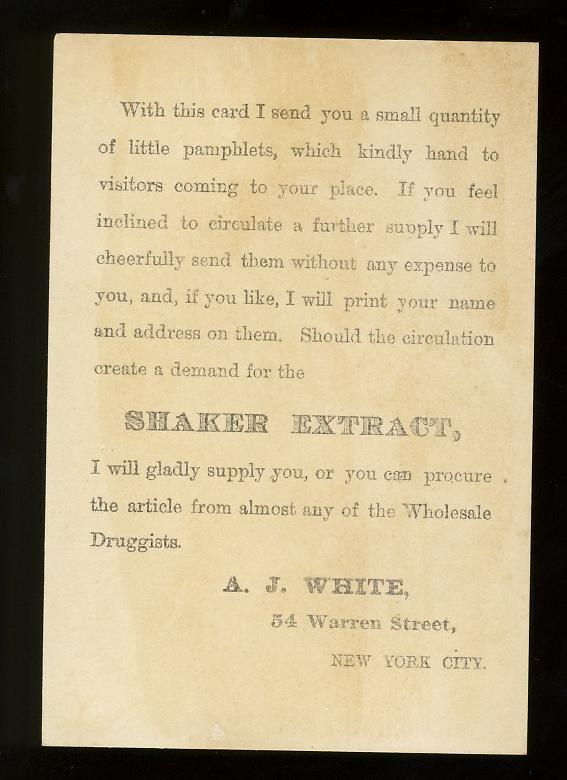 With this card I send you a small quantity
of little pamphlets, which kindly hand to
visitors coming to your place. If you feel
inclined to circulate a further supply I will
cheerfully send them without any expense to
you, and, if you like, I will print your name
and address on them. Should the circulation
create a demand for the
SHAKER EXTRACT,
I will gladly supply you, or you can procure
the article from almost any of the Wholesale
Druggists.
A. J. WHITE,
54 Warren Street,
NEW YORK CITY.